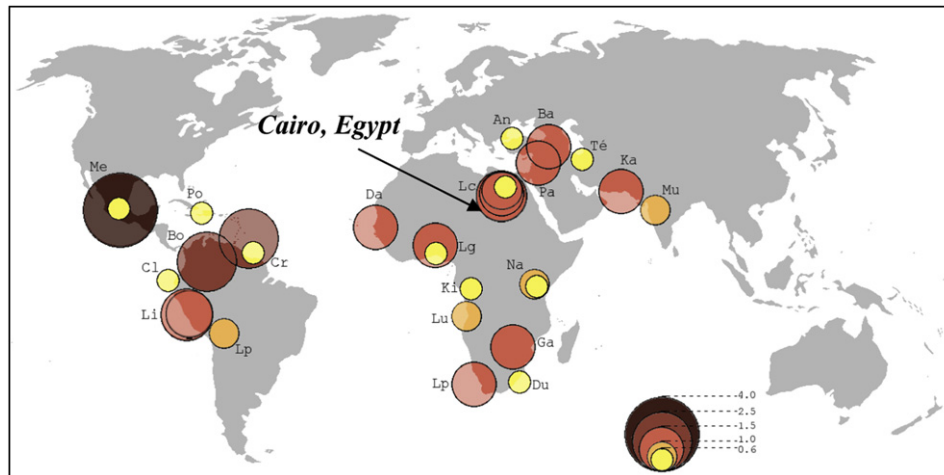 Cairo, Egypt
An
Ba
Té
Me
Po
Da
Lc
Pa
Ka
Mu
Bo
Cr
Lg
Cl
Ki
Na
Li
Lu
Lp
Ga
Lp
Du
4.0
2.5
1.5
1.0
0.6